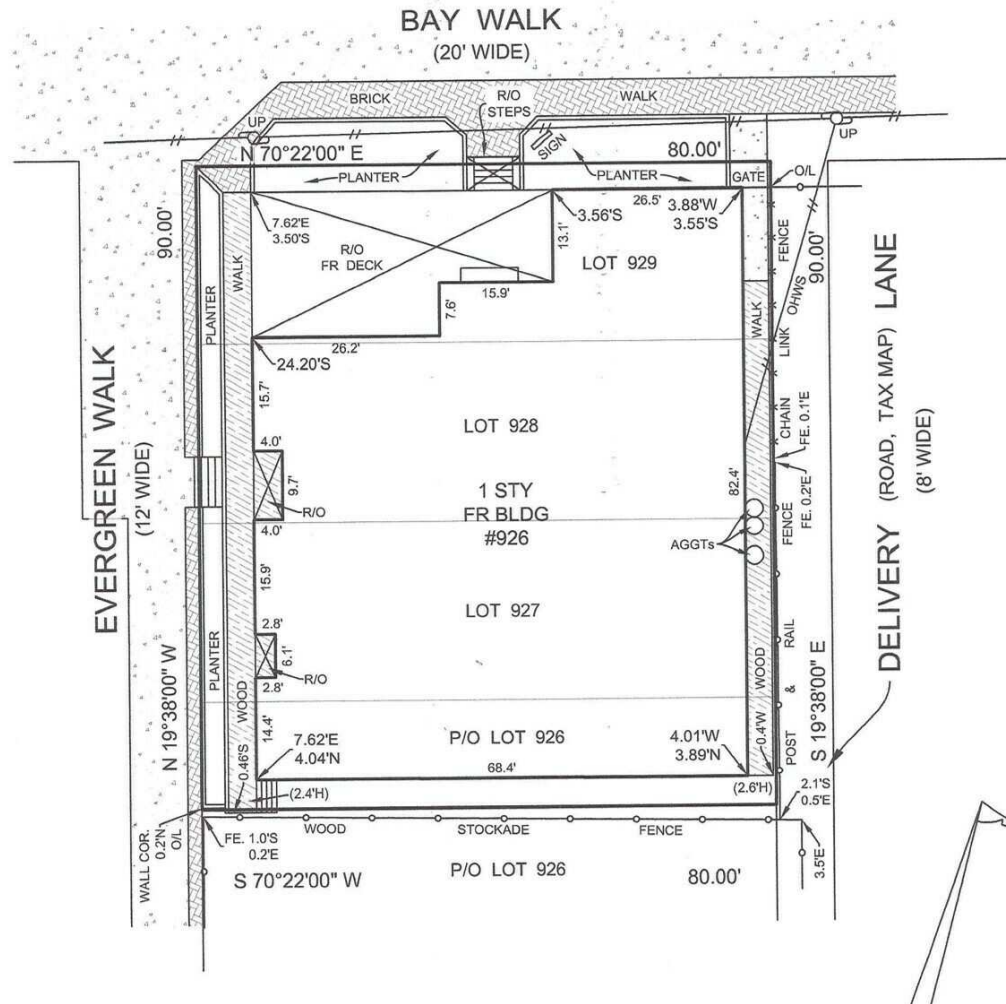 BAY WALK
(20' WIDE)
BRICK
R/O
STEPS
WALK
UP
UP
SIGN
N 70°22'00" E
80.00'
PLANTER
PLANTER
GATE
O/L
7.62'E
3.50'S
3.56'S
26.5'
3.88'W
3.55'S
90.00'
WALK
R/O
FR DECK
13.1'
LOT 929
FENCE
90.00'
PLANTER
15.9'
7.6'
OHWS
WALK
LINK
26.2'
24.20'S
EVERGREEN WALK
(12' WIDE)
15.7'
LOT 928
CHAIN
FE. 0.1'E
FE. 0.2'E
DELIVERY (ROAD, TAX MAP) LANE
(8' WIDE)
4.0'
9.7'
R/O
4.0'
1 STY
FR BLDG
#926
82.4'
AGGTs
FENCE
15.9'
LOT 927
2.8'
6.1'
R/O
2.8'
PLANTER
RAIL
&
POST
N 19°38'00" W
WOOD
0.46'S
14.4'
P/O LOT 926
WOOD
0.4'W
S 19°38'00" E
7.62'E
4.04'N
68.4'
4.01'W
3.89'N
(2.4'H)
(2.6'H)
2.1'S
0.5'E
WALL COR.
0.2'N
O/L
FE. 1.0'S
0.2'E
WOOD
STOCKADE
FENCE
3.5'E
S 70°22'00" W
P/O LOT 926
80.00'